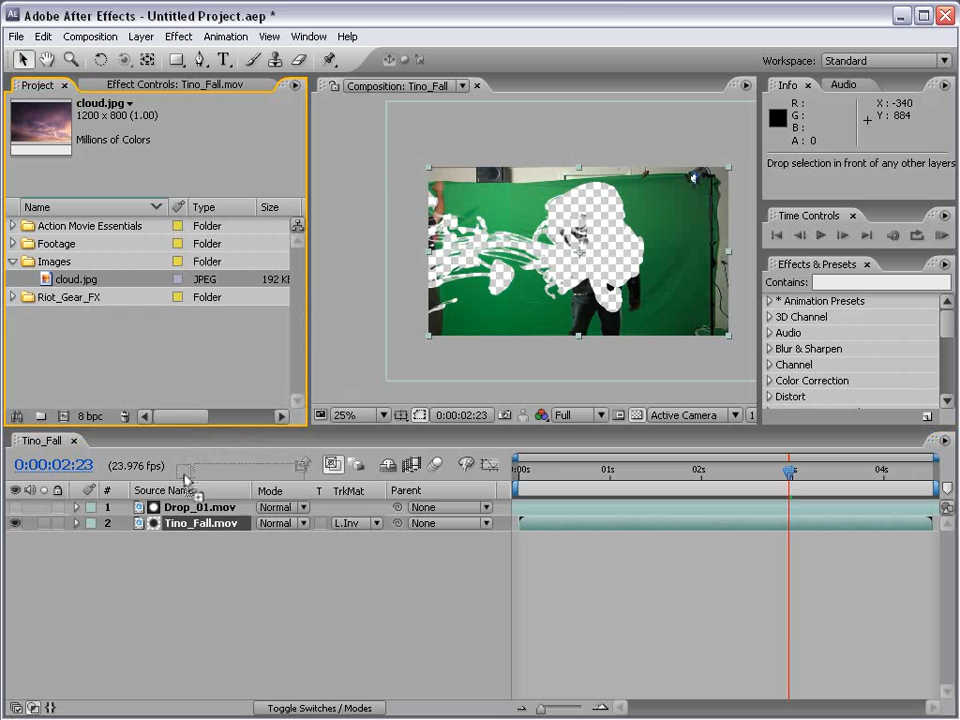 Adobe After Effects - Untitled Project.aep *
File Edit Composition Layer Effect Animation View Window Help
Workspace: Standard
Project Effect Controls: Tino_Fall.mov
Composition: Tino_Fall
Info Audio
cloud.jpg
1200 x 800 (1.00)
Millions of Colors
R :
G :
B :
A : 0
X : -340
Y : 884
Drop selection in front of any other layers
Name Type Size
Action Movie Essentials Folder
Footage Folder
Images Folder
cloud.jpg JPEG 192 KE
Riot_Gear_FX Folder
Time Controls
Effects & Presets
Contains:
* Animation Presets
3D Channel
Audio
Blur & Sharpen
Channel
Color Correction
Distort
8 bpc
25% 0:00:02:23 Full Active Camera 1
Tino_Fall
0:00:02:23 (23.976 fps)
:00s 01s 02s 04s
# Source Name Mode T TrkMat Parent
1 Drop_01.mov Normal None
2 Tino_Fall.mov Normal L.Inv None
Toggle Switches / Modes